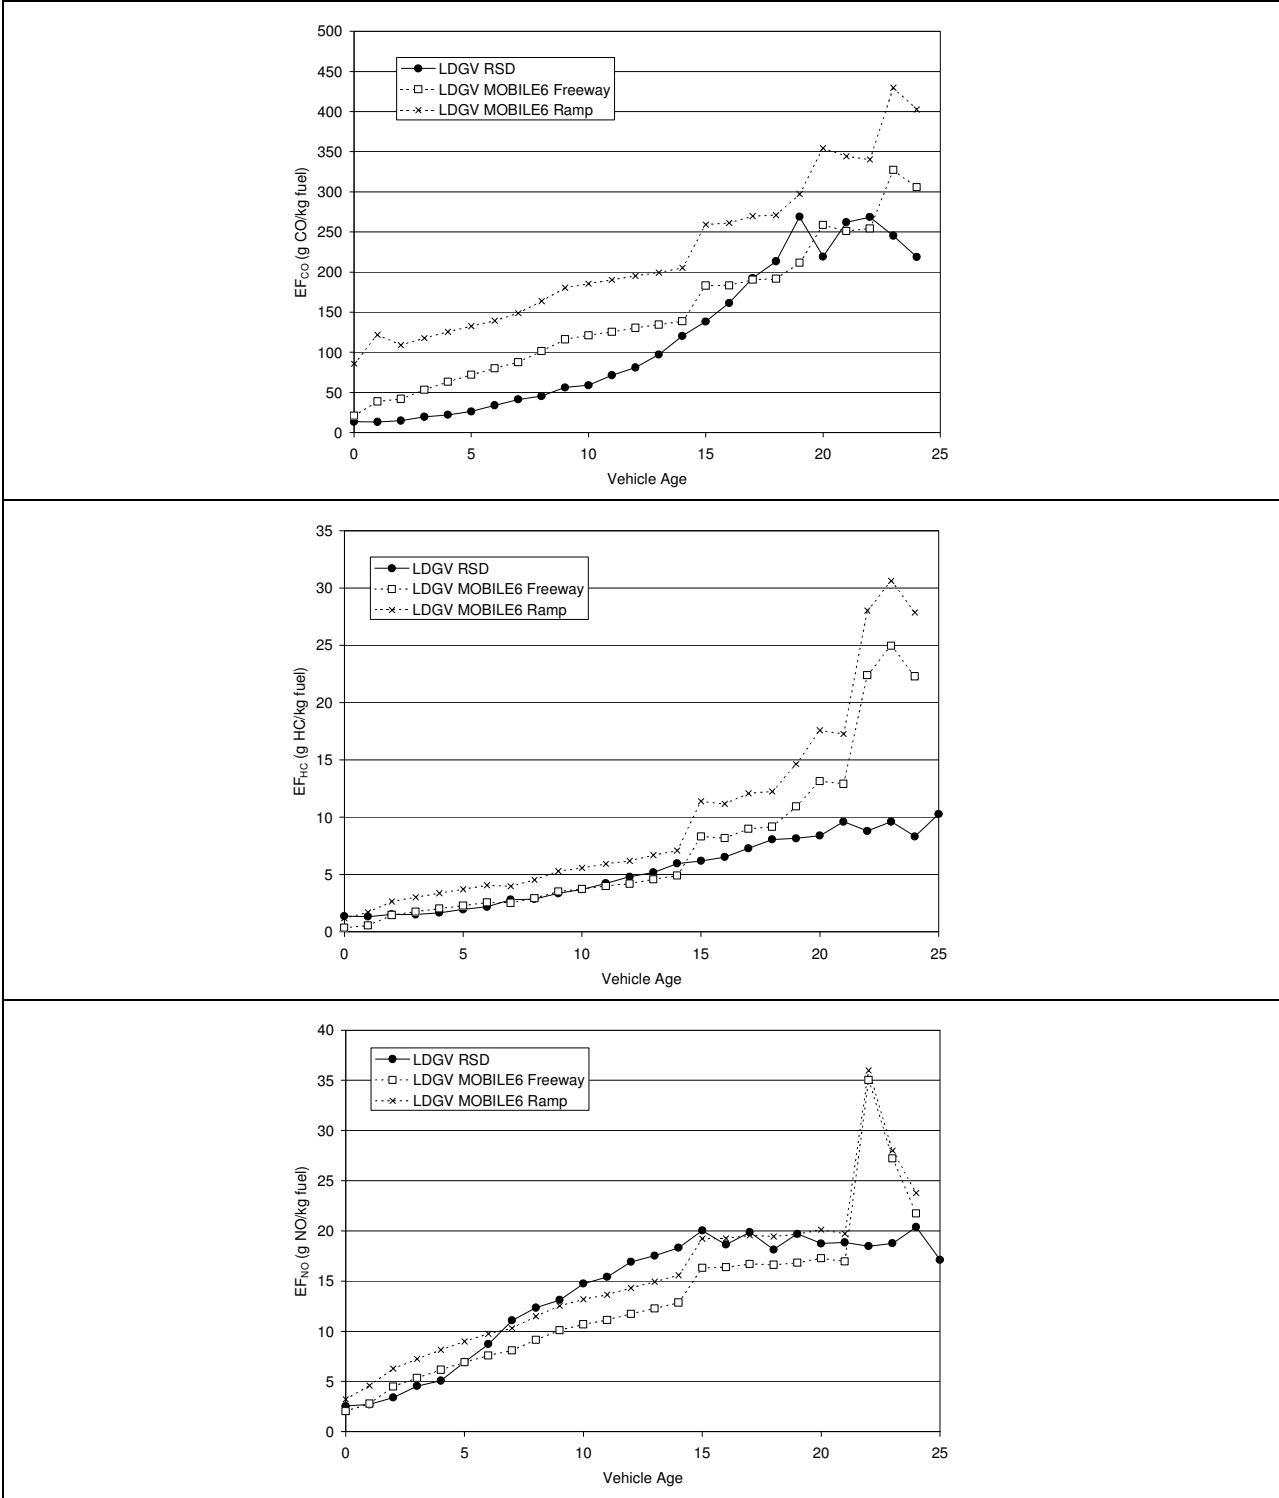 500
450
400
350
300
250
200
150
100
50
0
EFCO (g CO/kg fuel)
LDGV RSD
LDGV MOBILE6 Freeway
LDGV MOBILE6 Ramp
0 5 10 15 20 25
Vehicle Age
35
30
25
20
15
10
5
0
EFHC (g HC/kg fuel)
LDGV RSD
LDGV MOBILE6 Freeway
LDGV MOBILE6 Ramp
0 5 10 15 20 25
Vehicle Age
40
35
30
25
20
15
10
5
0
EFNO (g NO/kg fuel)
LDGV RSD
LDGV MOBILE6 Freeway
LDGV MOBILE6 Ramp
0 5 10 15 20 25
Vehicle Age